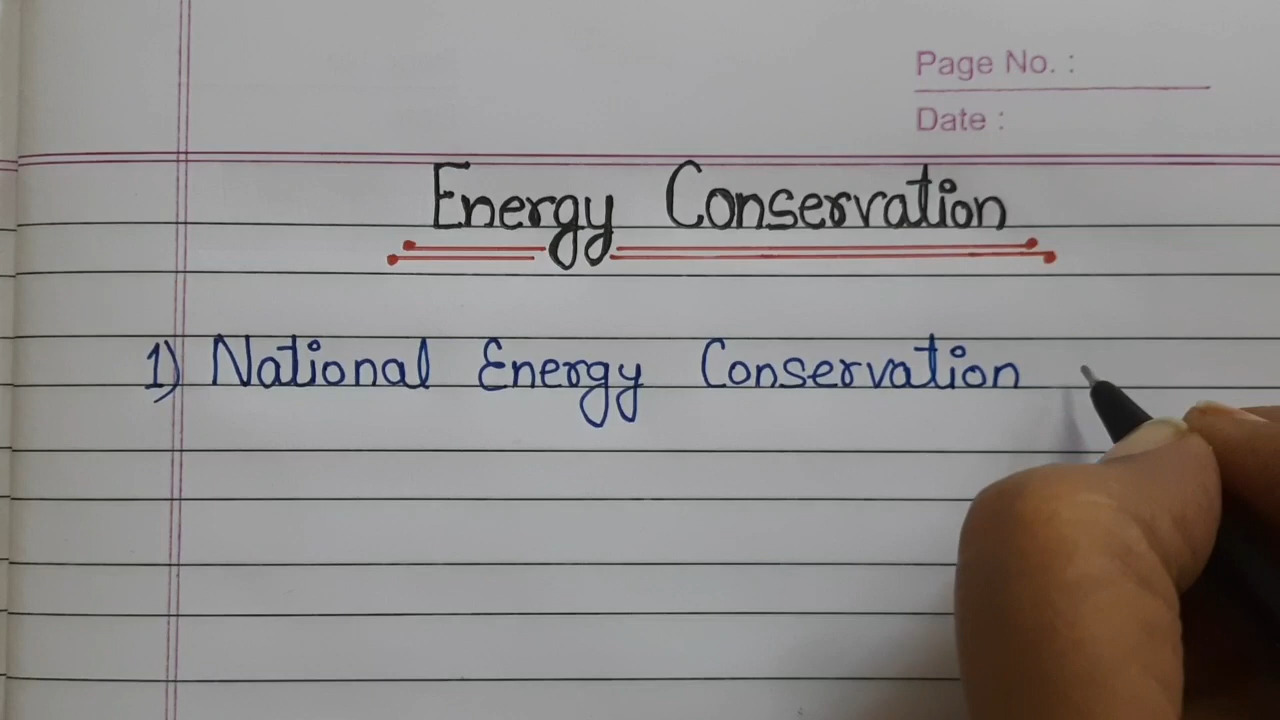 Page No. :
Date :
Energy Conservation
1) National Energy Conservation